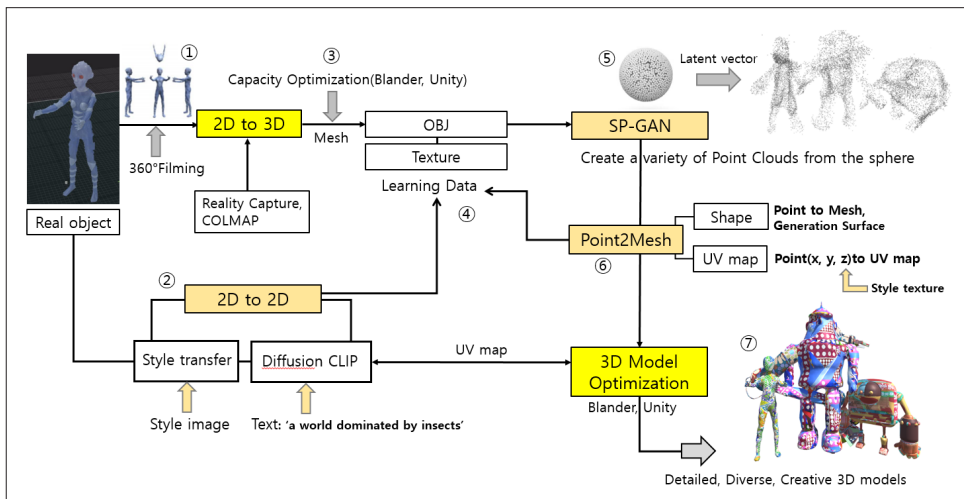 ①
③
Capacity Optimization(Blander, Unity)
⑤
Latent vector
2D to 3D
Mesh
OBJ
Texture
SP-GAN
360°Filming
Create a variety of Point Clouds from the sphere
Real object
Reality Capture,
COLMAP
Learning Data
④
Shape
Point to Mesh,
Generation Surface
Point2Mesh
⑥
UV map
Point(x, y, z)to UV map
Style texture
②
2D to 2D
Style transfer
Diffusion CLIP
UV map
3D Model
Optimization
⑦
Blander, Unity
Style image
Text: ‘a world dominated by insects’
Detailed, Diverse, Creative 3D models